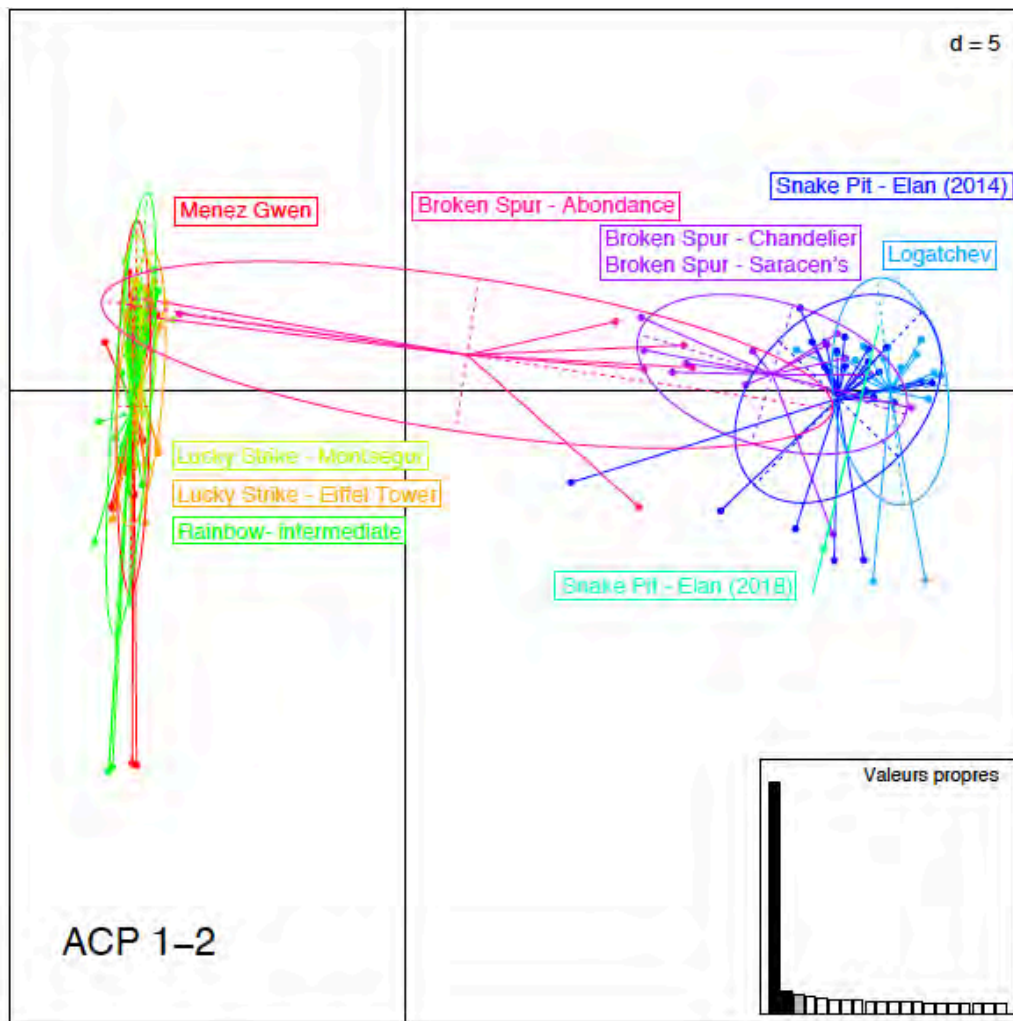 d = 5
Snake Pit - Elan (2014)
Menez Gwen
Broken Spur - Abondance
Broken Spur - Chandelier
Broken Spur - Saracen's
Logatchev
Lucky Strike - Montsegur
Lucky Strike - Eiffel Tower
Rainbow- Intermediate
Snake Pit - Elan (2018)
Valeurs propres
ACP 1-2